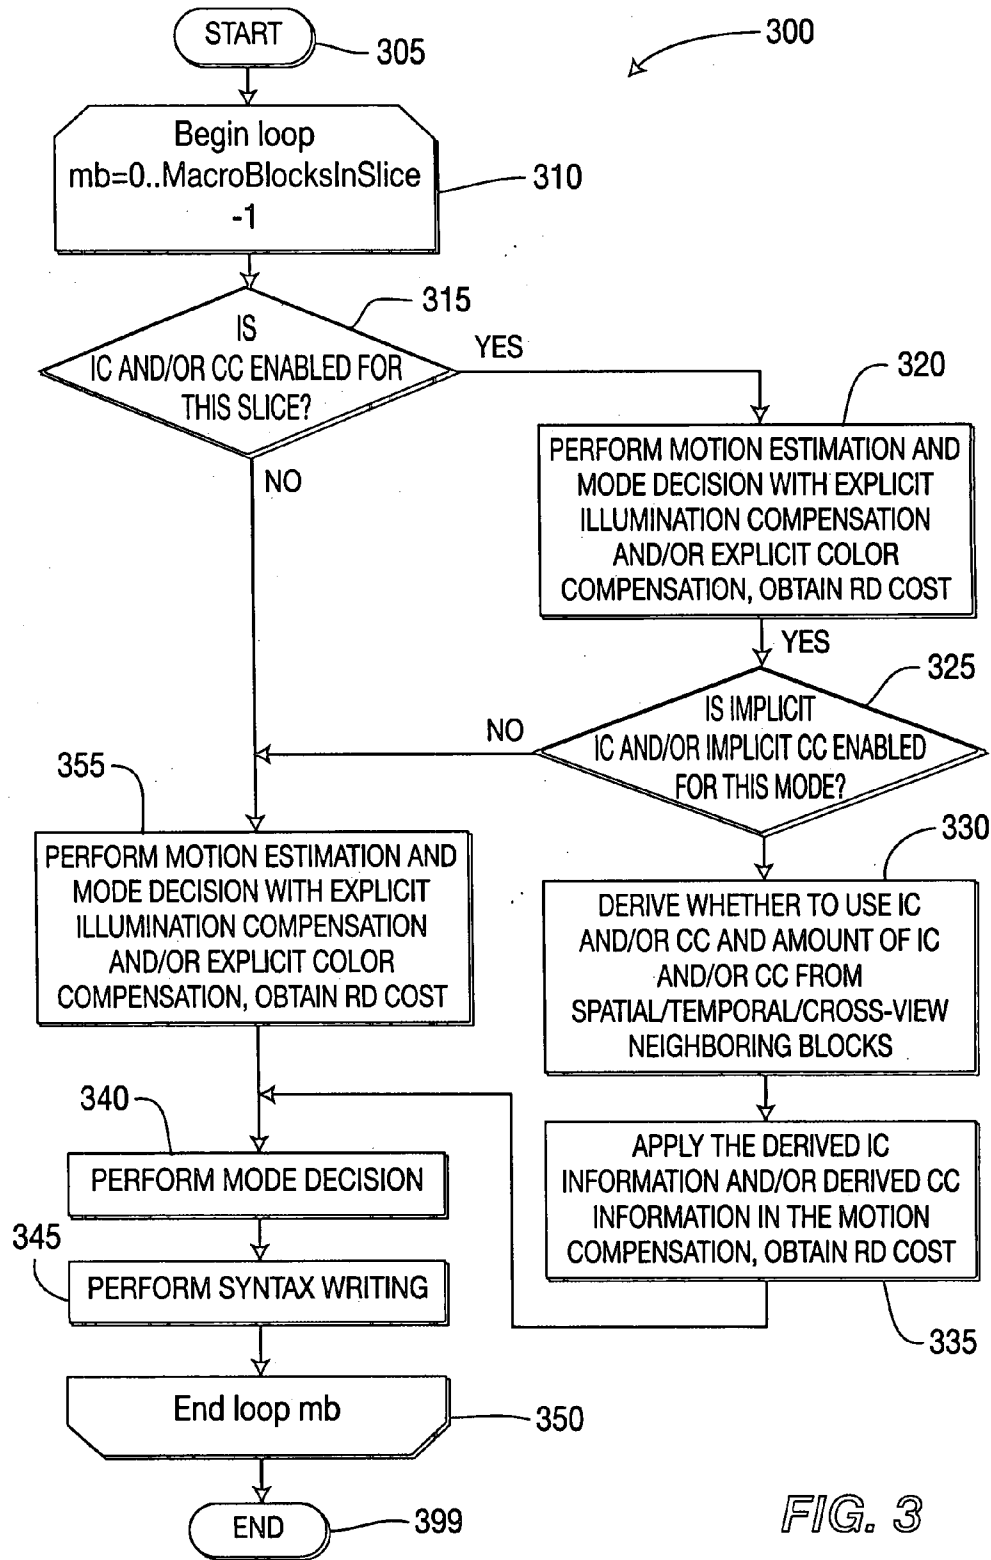 START
305
300
Begin loop
mb=0..MacroBlocksInSlice
-1
310
315
IS
IC AND/OR CC ENABLED FOR
THIS SLICE?
YES
NO
320
PERFORM MOTION ESTIMATION AND
MODE DECISION WITH EXPLICIT
ILLUMINATION COMPENSATION
AND/OR EXPLICIT COLOR
COMPENSATION, OBTAIN RD COST
YES
325
IS IMPLICIT
IC AND/OR IMPLICIT CC ENABLED
FOR THIS MODE?
NO
355
PERFORM MOTION ESTIMATION AND
MODE DECISION WITH EXPLICIT
ILLUMINATION COMPENSATION
AND/OR EXPLICIT COLOR
COMPENSATION, OBTAIN RD COST
330
DERIVE WHETHER TO USE IC
AND/OR CC AND AMOUNT OF IC
AND/OR CC FROM
SPATIAL/TEMPORAL/CROSS-VIEW
NEIGHBORING BLOCKS
APPLY THE DERIVED IC
INFORMATION AND/OR DERIVED CC
INFORMATION IN THE MOTION
COMPENSATION, OBTAIN RD COST
335
340
PERFORM MODE DECISION
345
PERFORM SYNTAX WRITING
End loop mb
350
END
399
FIG. 3